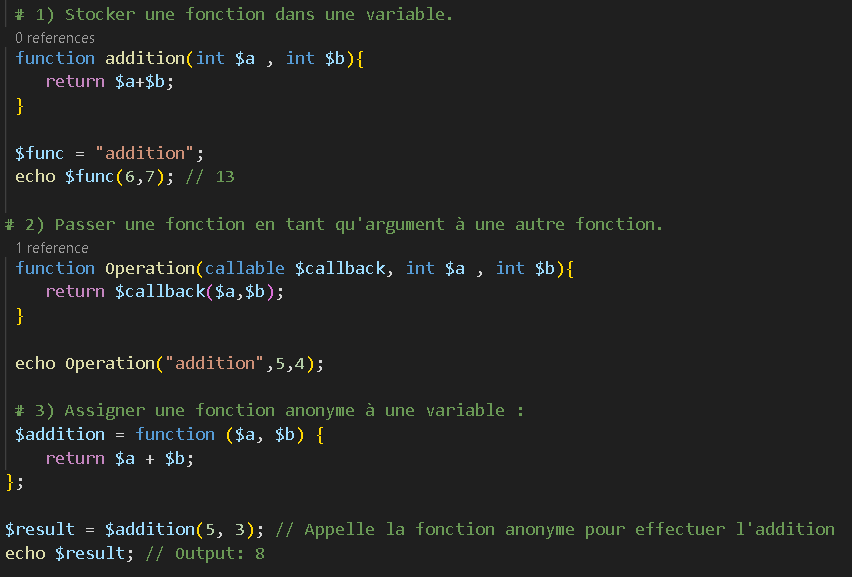 # 1) Stocker une fonction dans une variable.
0 references
function addition(int $a , int $b){
return $a+$b;
}
$func = "addition";
echo $func(6,7); // 13
# 2) Passer une fonction en tant qu'argument à une autre fonction.
1 reference
function Operation(callable $callback, int $a , int $b){
return $callback($a,$b);
}
echo Operation("addition",5,4);
# 3) Assigner une fonction anonyme à une variable :
$addition = function ($a, $b) {
return $a + $b;
};
$result = $addition(5, 3); // Appelle la fonction anonyme pour effectuer l'addition
echo $result; // Output: 8